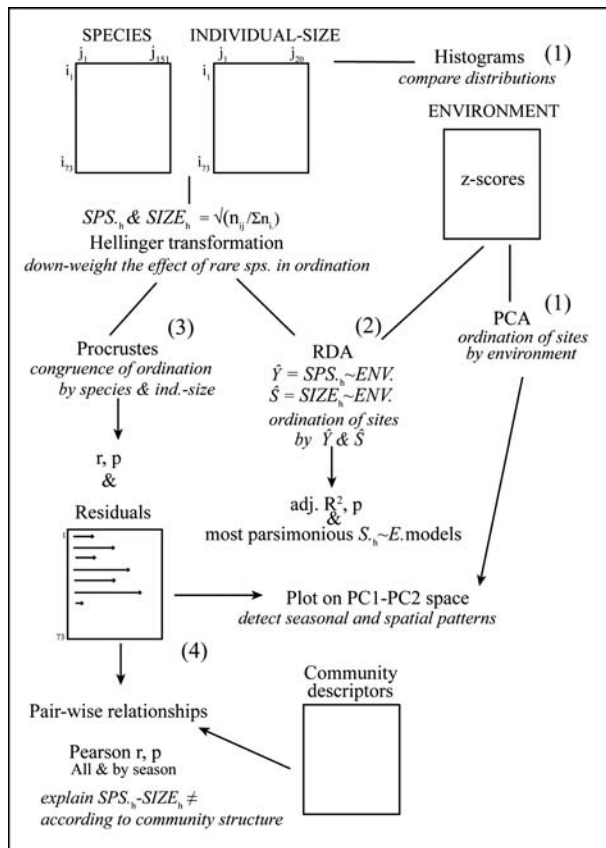 SPECIES
INDIVIDUAL-SIZE
j₁ j₁₅₁
j₁ j₂₀
i₁
i₇₃
i₁
i₇₃
(1)
Histograms
compare distributions
ENVIRONMENT
z-scores
SPS.ₕ & SIZEₕ = √(nᵢⱼ/Σnᵢ.)
Hellinger transformation
down-weight the effect of rare sps. in ordination
(3)
Procrustes
congruence of ordination
by species & ind.-size
(2)
RDA
Ŷ = SPS.ₕ~ENV.
Ŝ = SIZEₕ~ENV.
ordination of sites
by Ŷ & Ŝ
(1)
PCA
ordination of sites
by environment
r, p
&
Residuals
1
73
adj. R², p
&
most parsimonious S.ₕ~E.models
Plot on PC1-PC2 space
detect seasonal and spatial patterns
(4)
Pair-wise relationships
Pearson r, p
All & by season
explain SPS.ₕ-SIZEₕ ≠
according to community structure
Community
descriptors